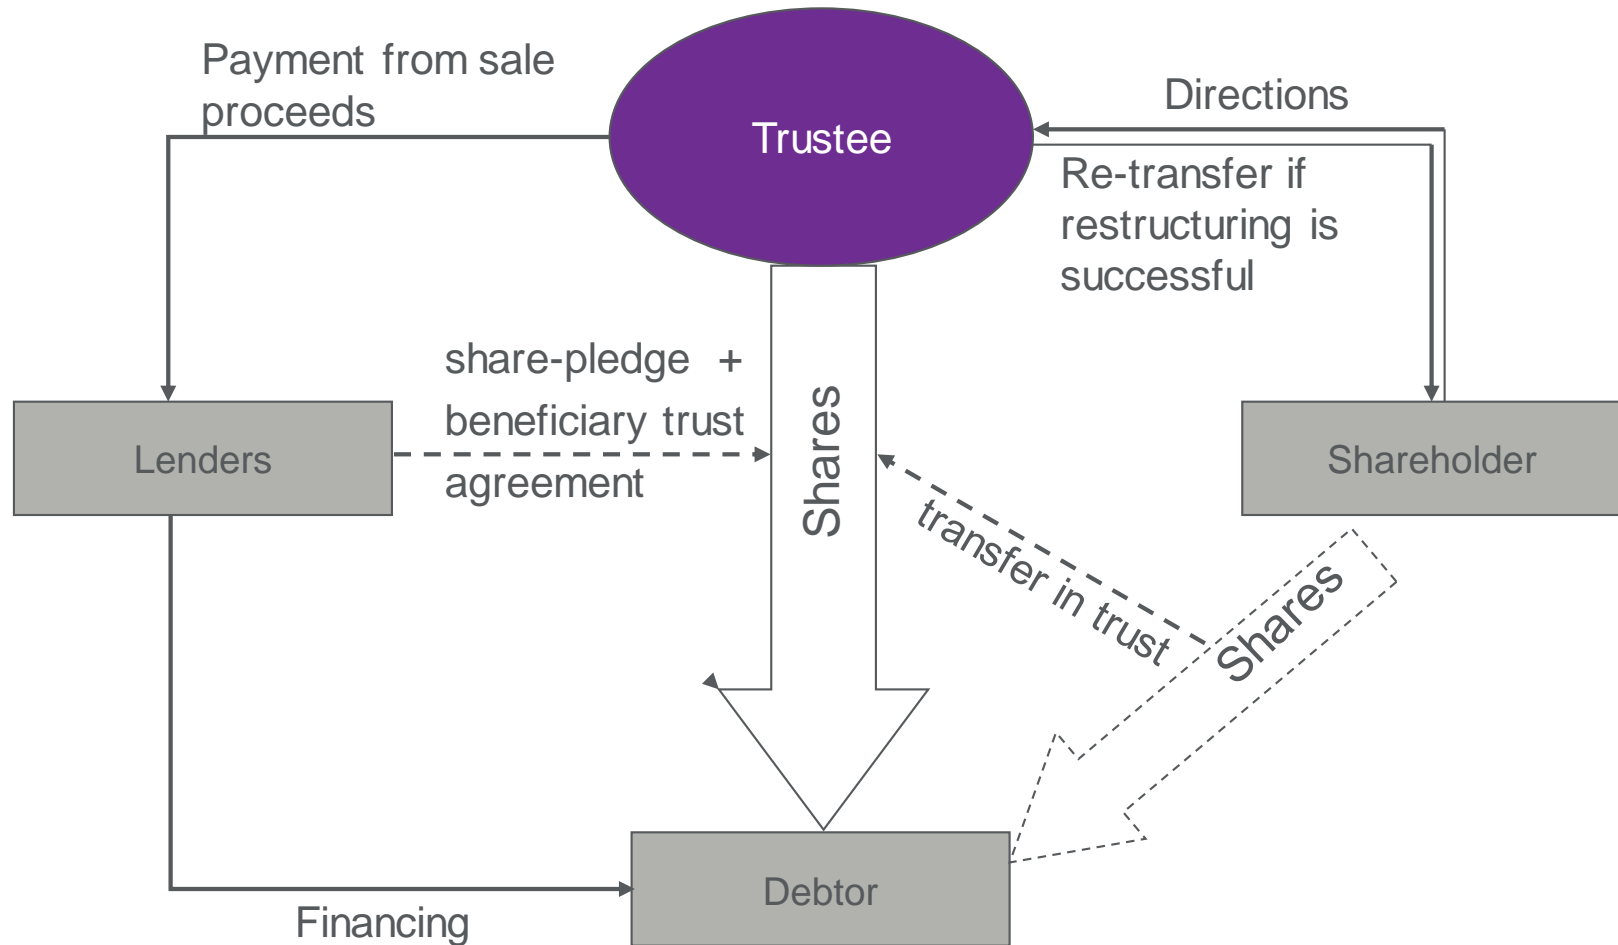 Payment from sale
proceeds
Trustee
Directions
Re-transfer if
restructuring is
successful
share-pledge +
beneficiary trust
agreement
Lenders
Shares
Shareholder
transfer in trust
Shares
Debtor
Financing